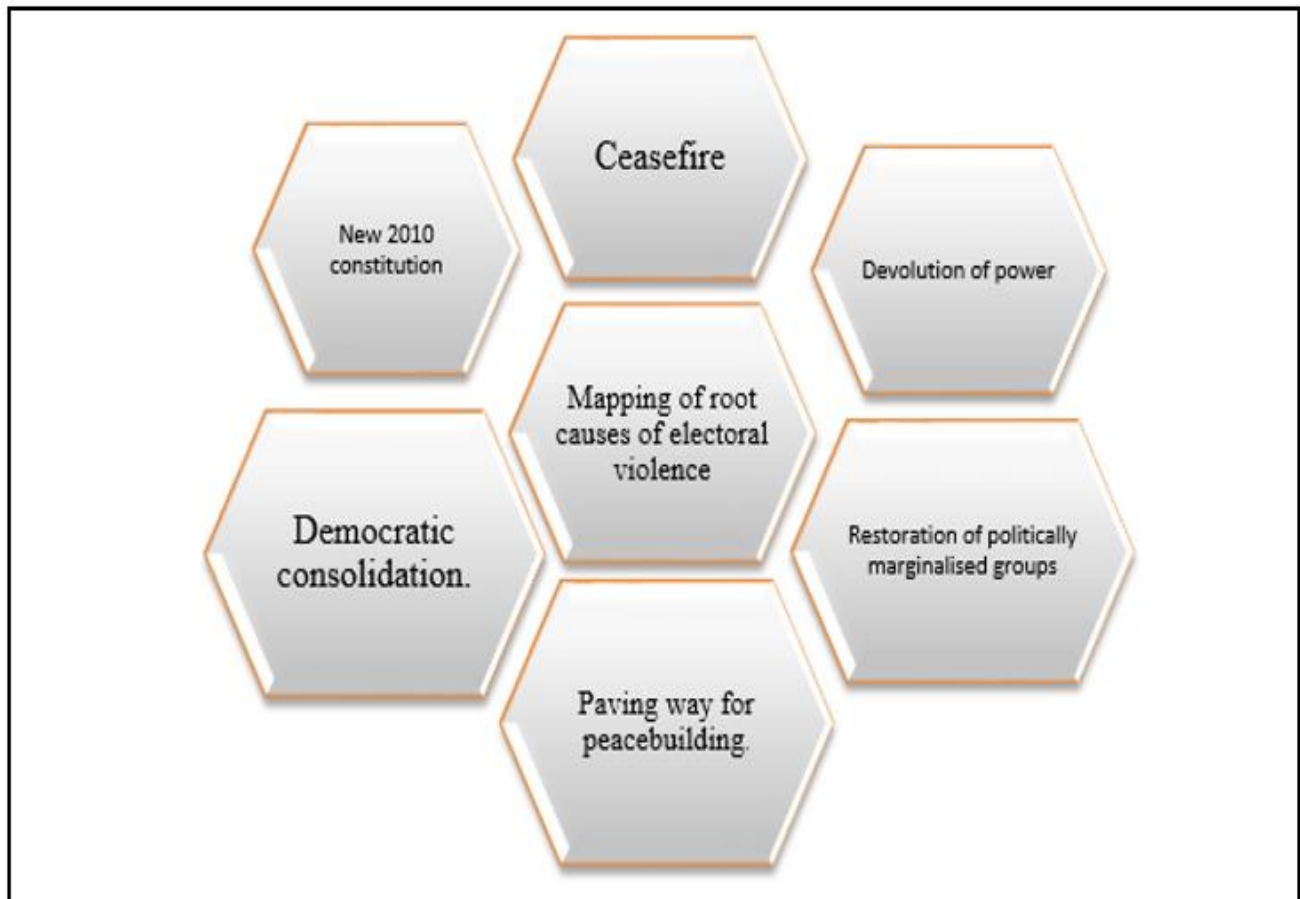 Ceasefire
New 2010
constitution
Devolution of power
Mapping of root
causes of electoral
violence
Democratic
consolidation.
Restoration of politically
marginalised groups
Paving way for
peacebuilding.